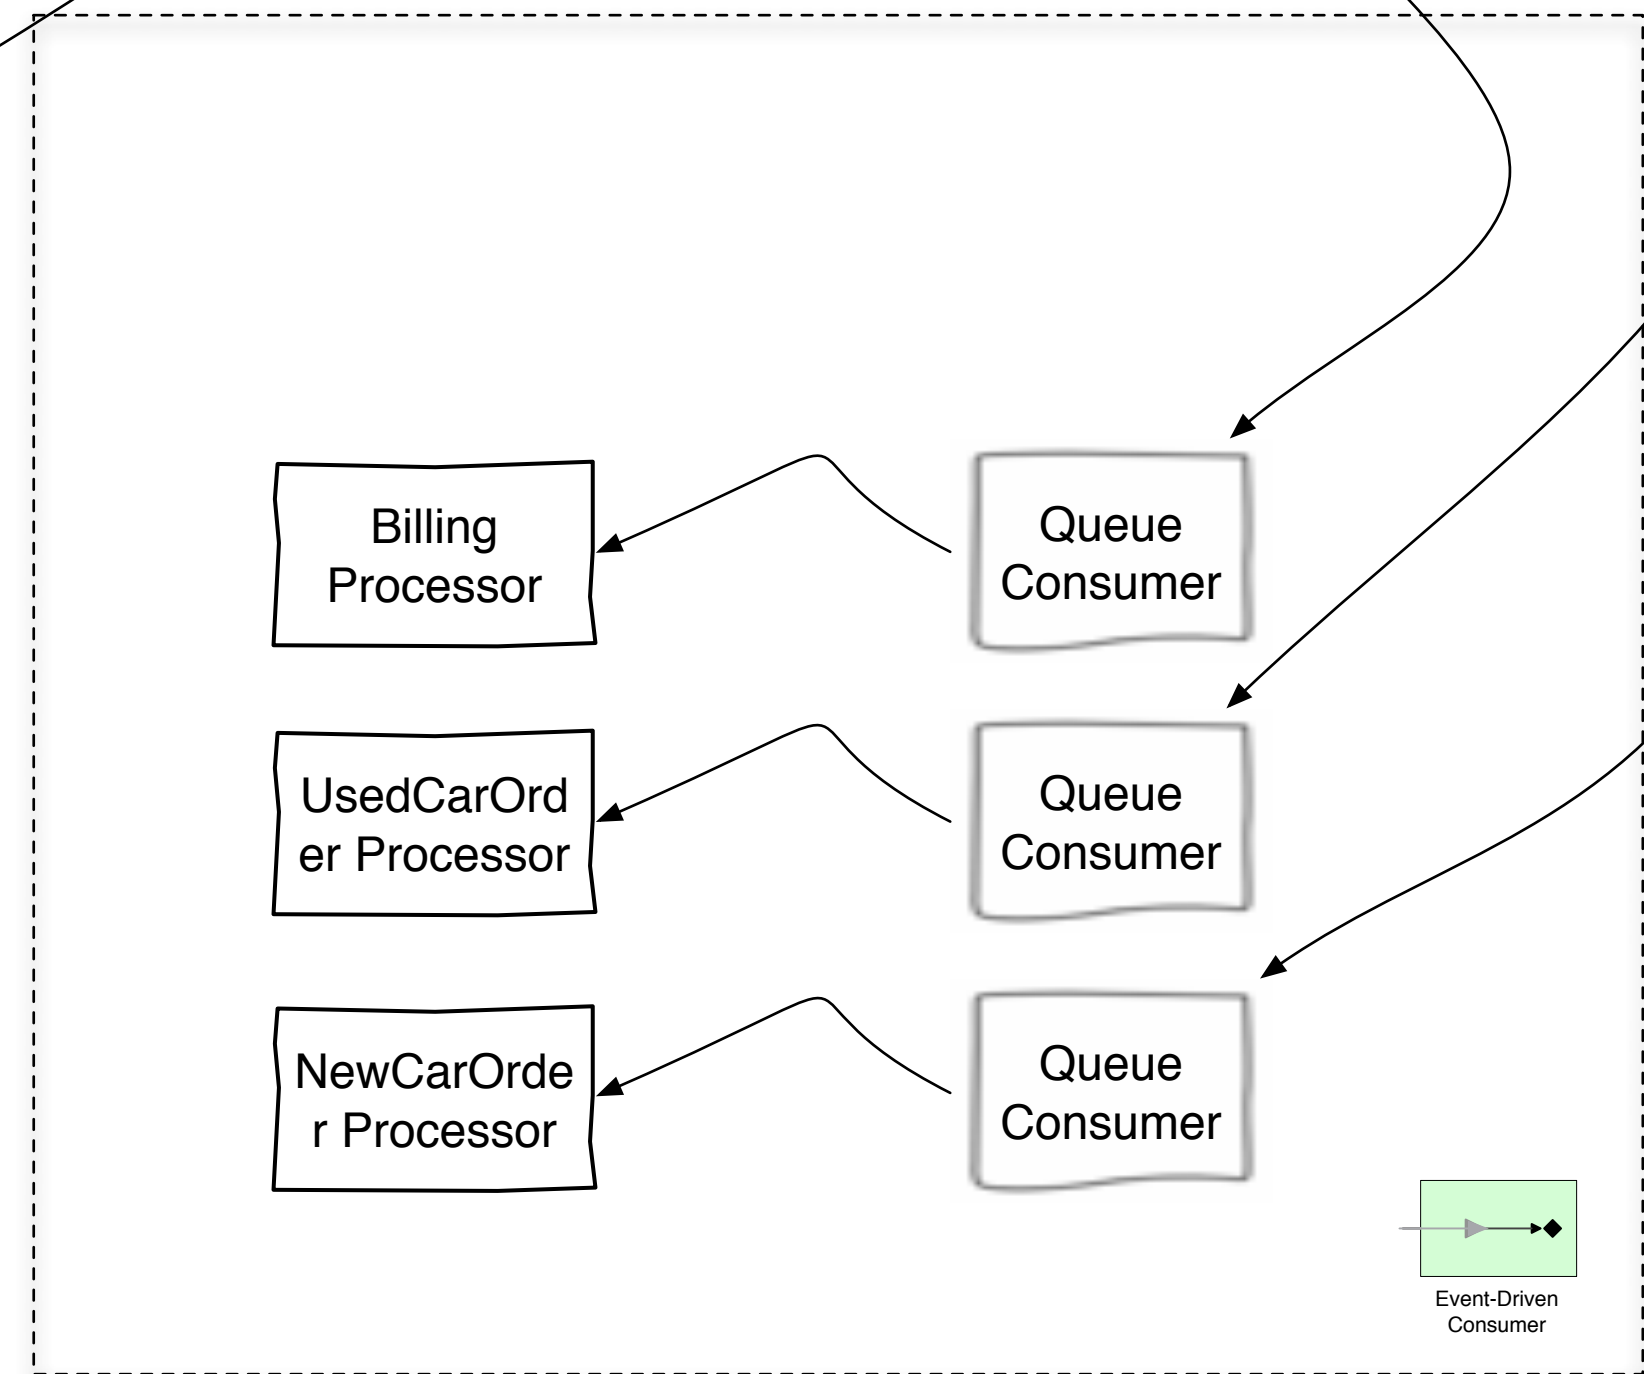 Billing
Processor
Queue
Consumer
UsedCarOrd
er Processor
Queue
Consumer
NewCarOrde
r Processor
Queue
Consumer
Event-Driven
Consumer